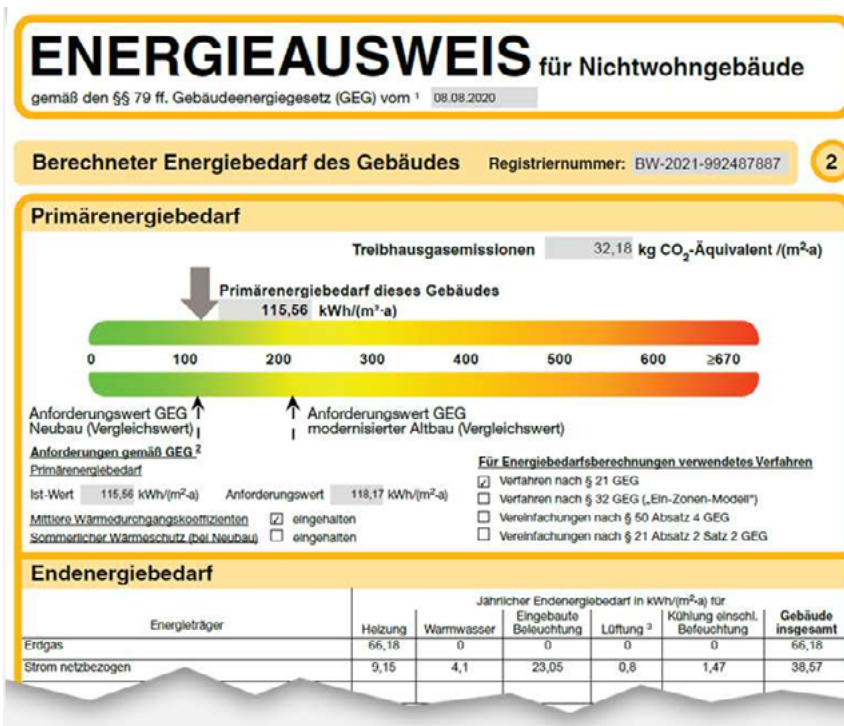 ENERGIEAUSWEIS für Nichtwohngebäude
gemäß den §§ 79 ff. Gebäudeenergiegesetz (GEG) vom ¹ 08.08.2020
Berechneter Energiebedarf des Gebäudes Registriernummer: BW-2021-992487887 2
Primärenergiebedarf
Treibhausgasemissionen 32,18 kg CO₂-Äquivalent /(m²·a)
Primärenergiebedarf dieses Gebäudes
115,56 kWh/(m²·a)
0 100 200 300 400 500 600 ≥670
Anforderungswert GEG
Neubau (Vergleichswert)
Anforderungswert GEG
modernisierter Altbau (Vergleichswert)
Anforderungen gemäß GEG ²
Primärenergiebedarf
Ist-Wert 115,56 kWh/(m²·a) Anforderungswert 118,17 kWh/(m²·a)
Mittlere Wärmedurchgangskoeffizienten ☑ eingehalten
Sommerlicher Wärmeschutz (bei Neubau) ☐ eingehalten
Für Energiebedarfsberechnungen verwendetes Verfahren
☑ Verfahren nach § 21 GEG
☐ Verfahren nach § 32 GEG („Ein-Zonen-Modell“)
☐ Vereinfachungen nach § 50 Absatz 4 GEG
☐ Vereinfachungen nach § 21 Absatz 2 Satz 2 GEG
Endenergiebedarf
Jährlicher Endenergiebedarf in kWh/(m²·a) für
Energieträger Heizung Warmwasser Eingebaute Beleuchtung Lüftung ³ Kühlung einschl. Befeuchtung Gebäude insgesamt
Erdgas 66,18 0 0 0 0 66,18
Strom netzbezogen 9,15 4,1 23,05 0,8 1,47 38,57